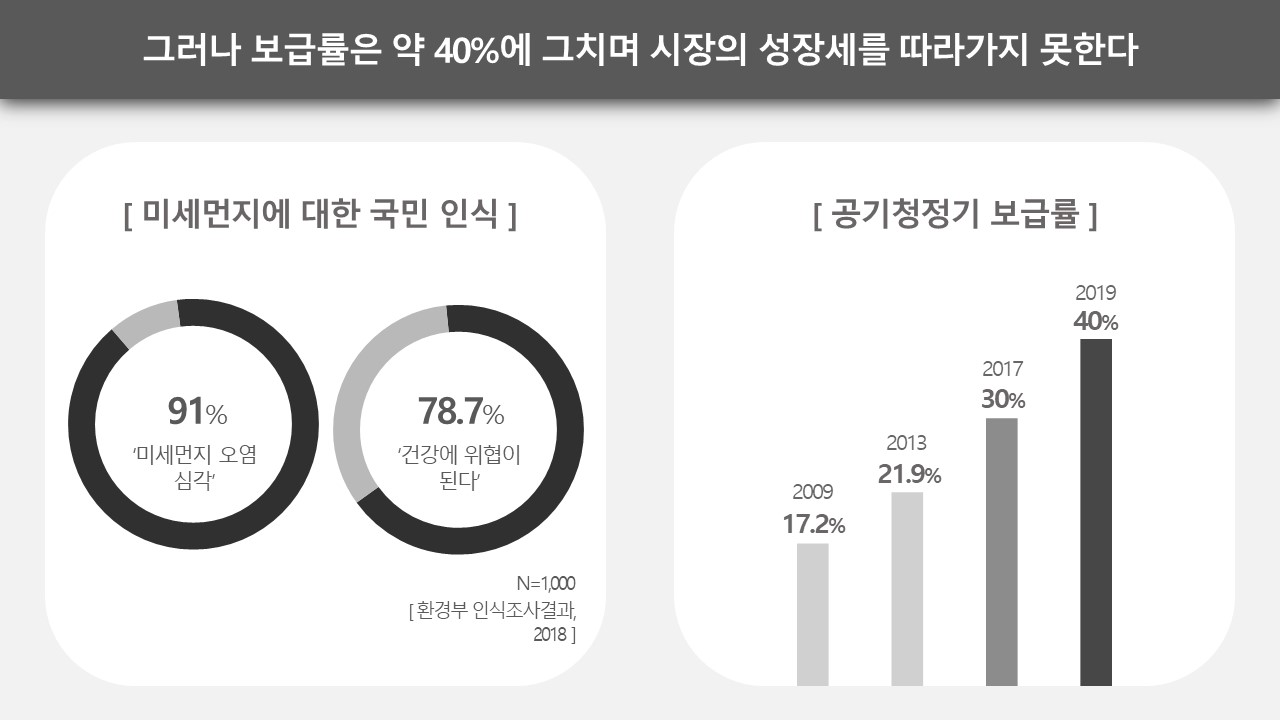 그러나 보급률은 약 40%에 그치며 시장의 성장세를 따라가지 못한다
[ 미세먼지에 대한 국민 인식 ]
91%
‘미세먼지 오염
심각’
78.7%
‘건강에 위협이
된다’
N=1,000
[ 환경부 인식조사결과,
2018 ]
[ 공기청정기 보급률 ]
2009
17.2%
2013
21.9%
2017
30%
2019
40%